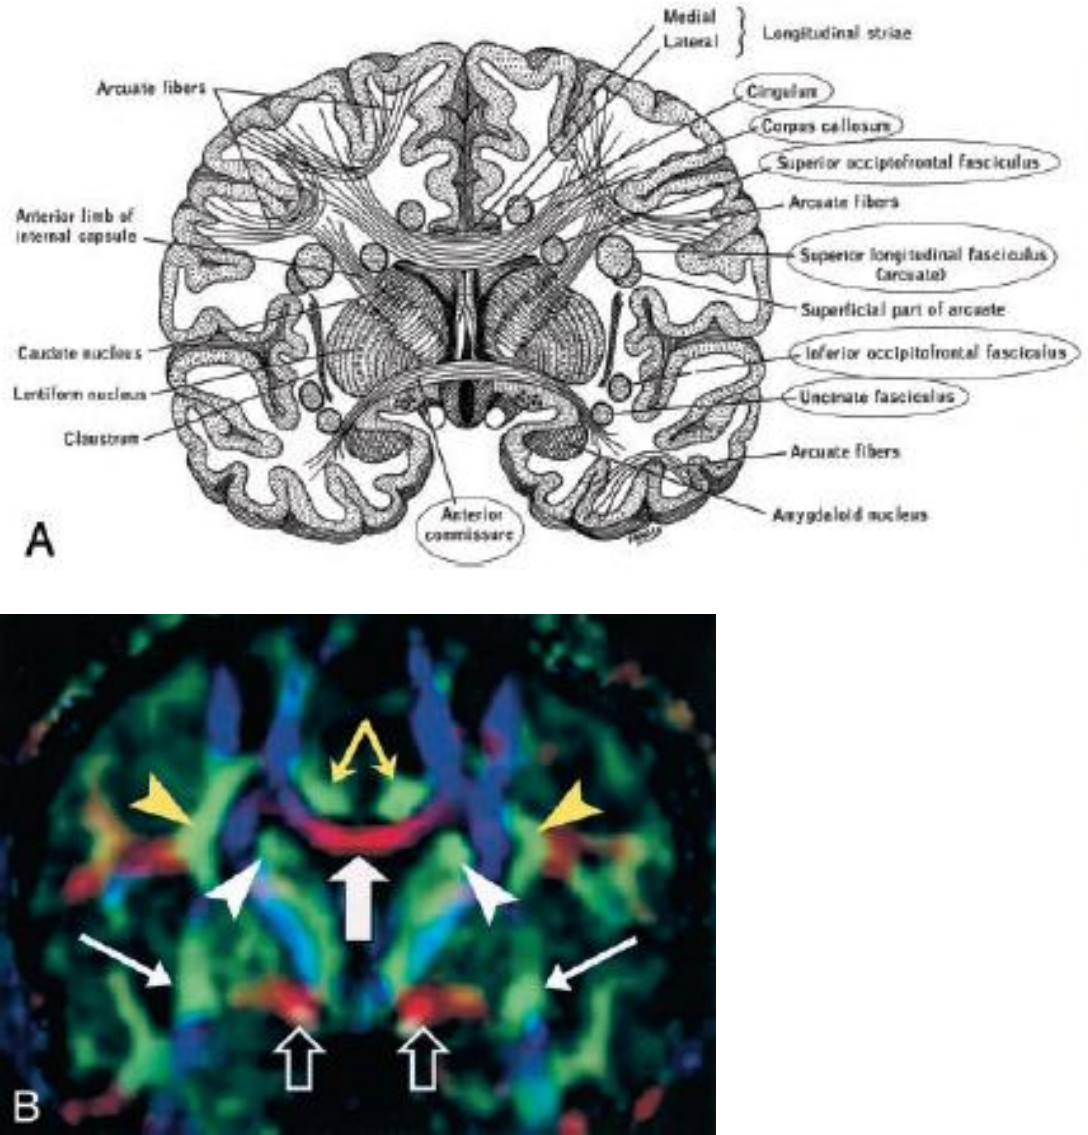 Medial
Lateral
Longitudinal striae
Arcuate fibers
Cingulum
Corpus callosum
Superior occiptofrontal fasciculus
Arcuate fibers
Anterior limb of
internal capsule
Superior longitudinal fasciculus
(arcuate)
Superficial part of arcuate
Caudate nucleus
Inferior occipitofrontal fasciculus
Lentiform nucleus
Uncinate fasciculus
Claustrum
Arcuate fibers
Anterior
commissure
Amygdaloid nucleus
A
B